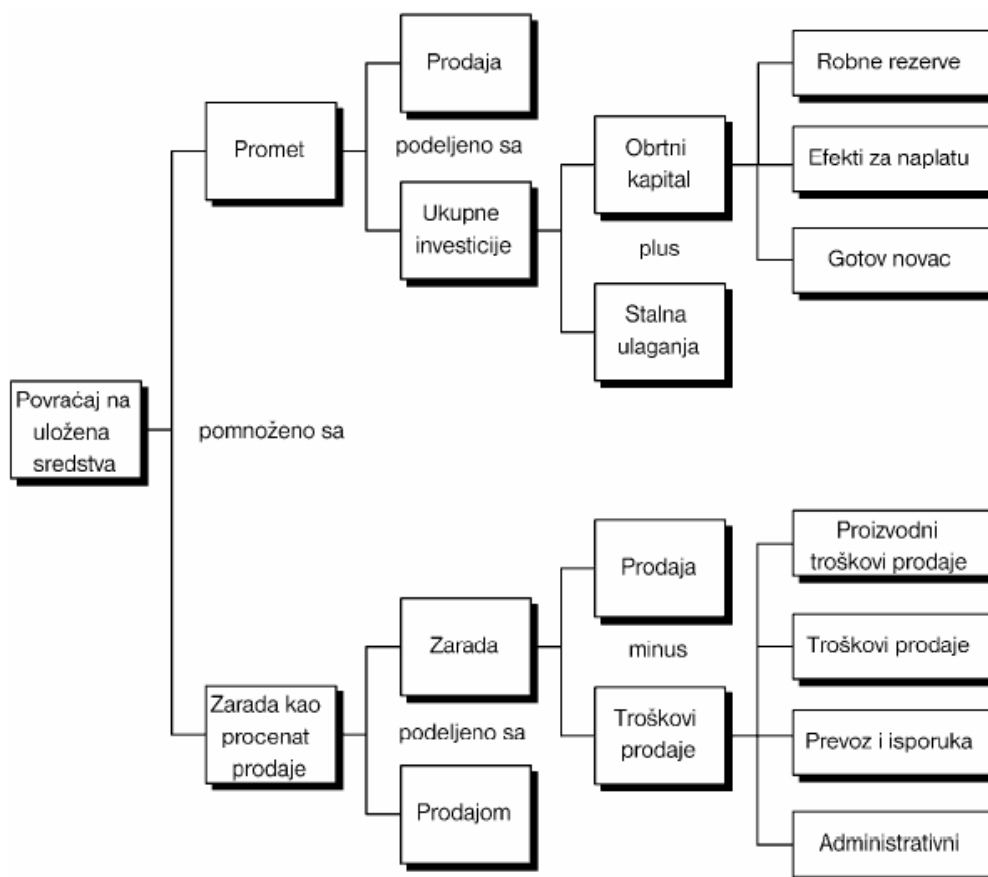 Prodaja
Robne rezerve
Promet
podeljeno sa
Obrtni
kapital
Efekti za naplatu
Ukupne
investicije
plus
Gotov novac
Stalna
ulaganja
Povraćaj na
uložena
sredstva
pomnoženo sa
Prodaja
Proizvodni
troškovi prodaje
Zarada
minus
Troškovi prodaje
Zarada kao
procenat
prodaje
podeljeno sa
Troškovi
prodaje
Prevoz i isporuka
Prodajom
Administrativni